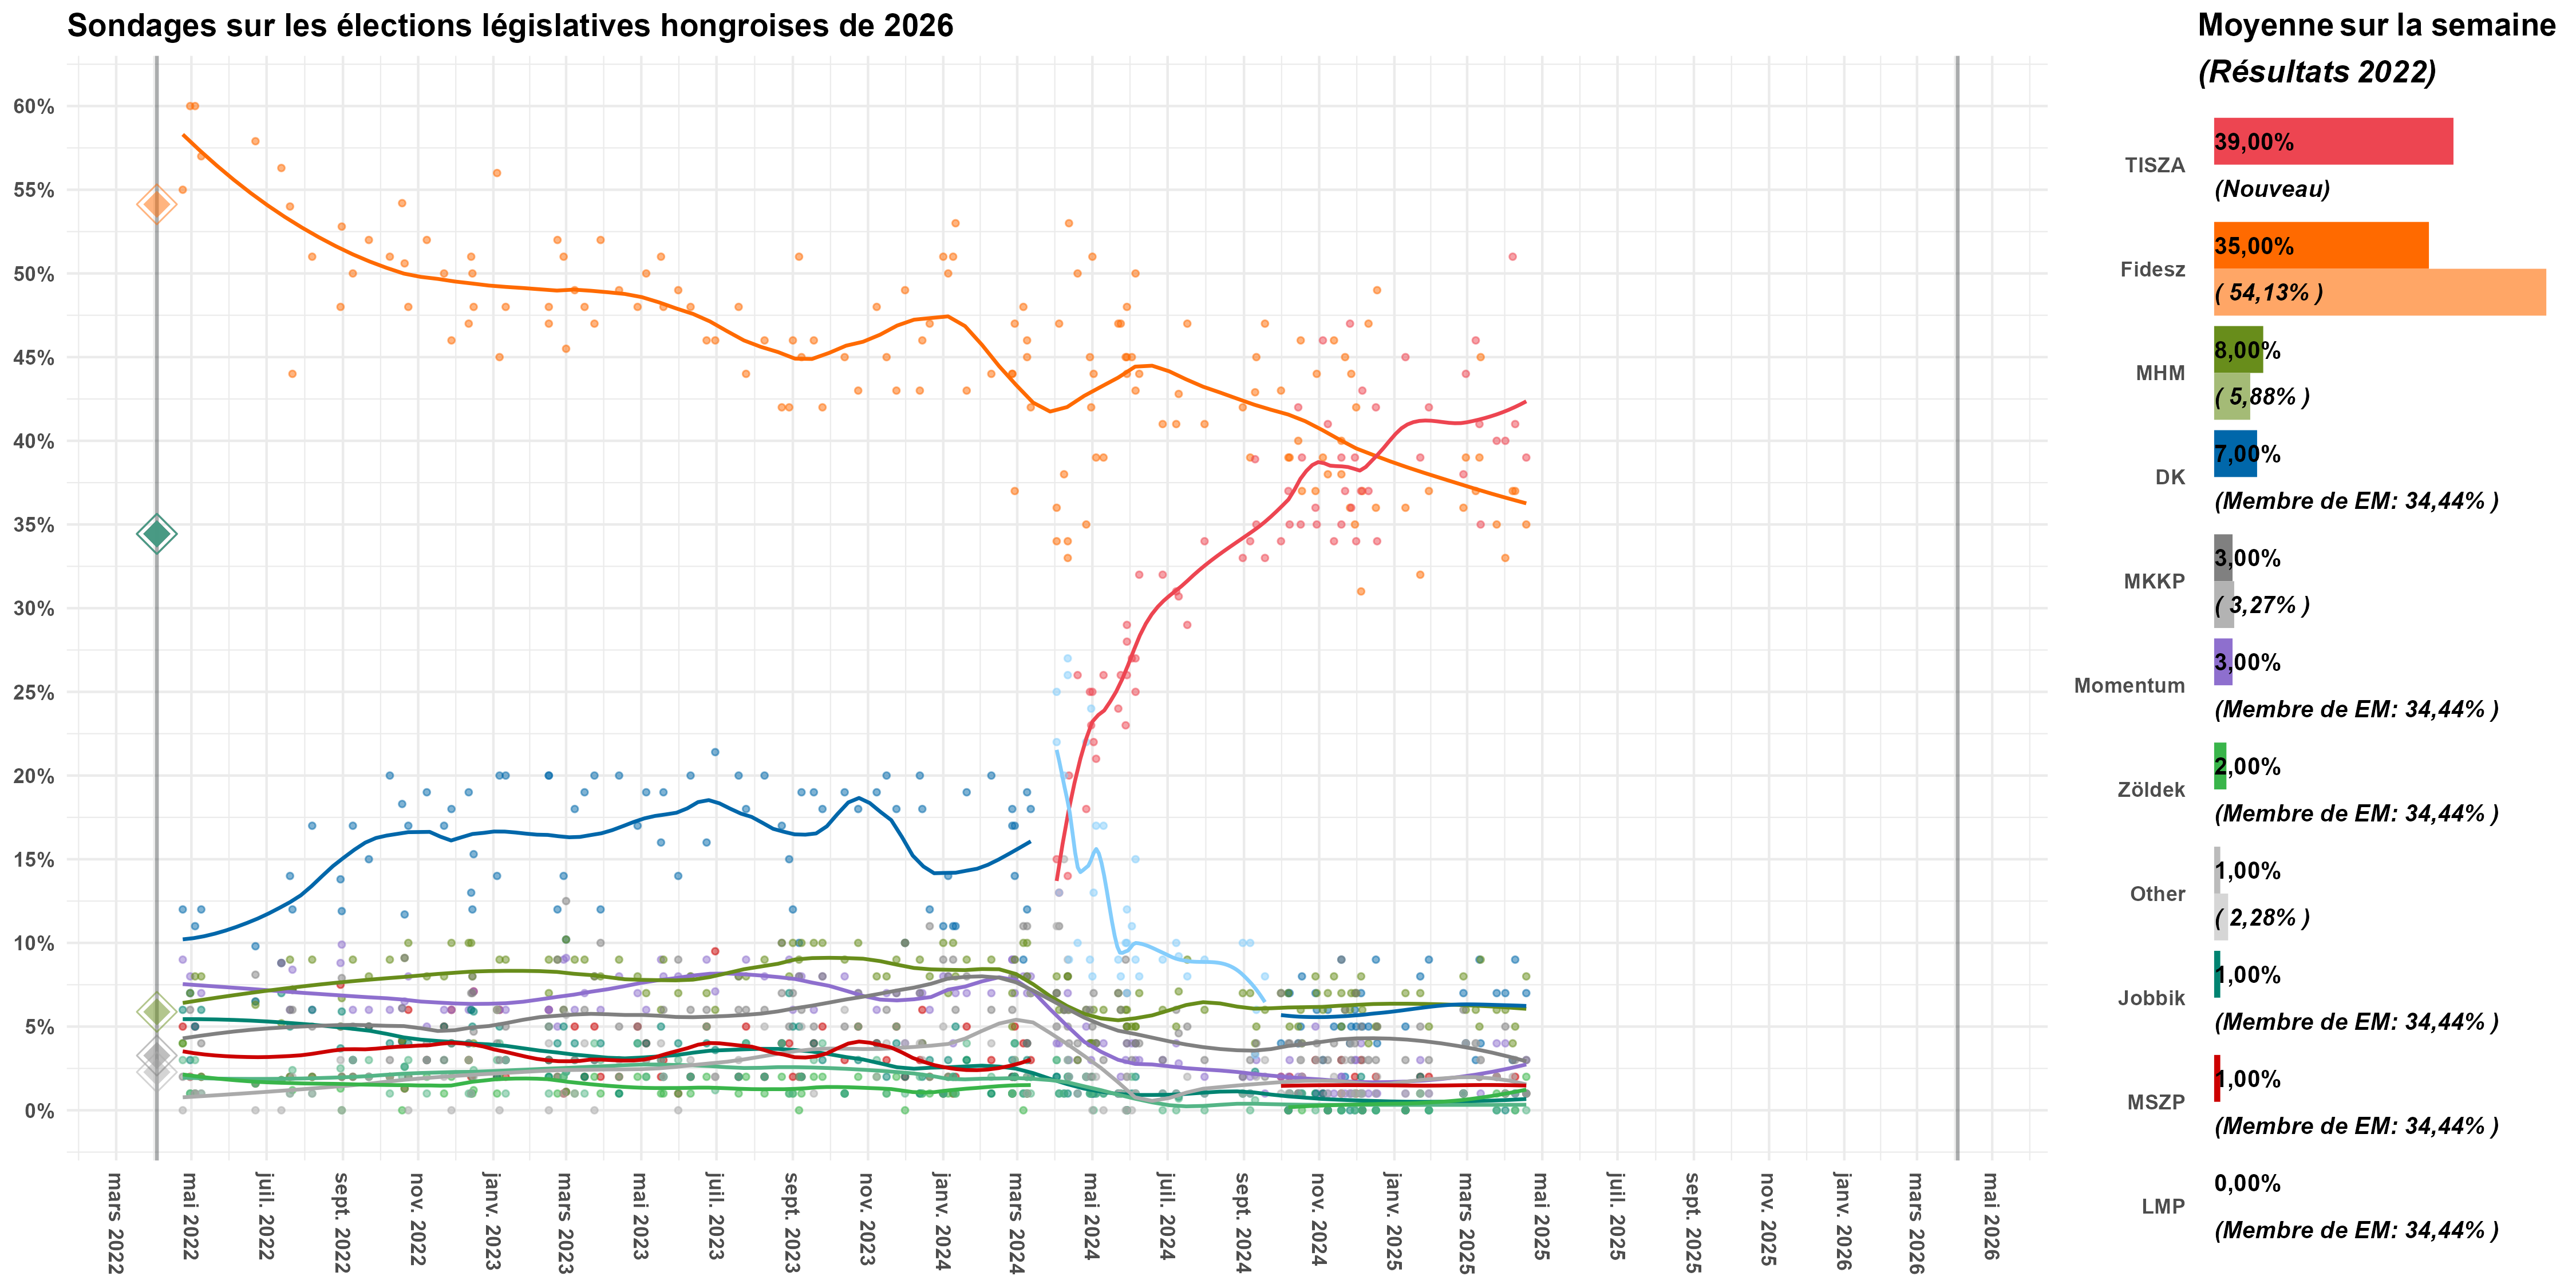 Sondages sur les élections législatives hongroises de 2026
60%
55%
50%
45%
40%
35%
30%
25%
20%
15%
10%
5%
0%
mars 2022
mai 2022
juil. 2022
sept. 2022
nov. 2022
janv. 2023
mars 2023
mai 2023
juil. 2023
sept. 2023
nov. 2023
janv. 2024
mars 2024
mai 2024
juil. 2024
sept. 2024
nov. 2024
janv. 2025
mars 2025
mai 2025
juil. 2025
sept. 2025
nov. 2025
janv. 2026
mars 2026
mai 2026
Moyenne sur la semaine
(Résultats 2022)
TISZA
39,00%
(Nouveau)
Fidesz
35,00%
( 54,13% )
MHM
8,00%
( 5,88% )
DK
7,00%
(Membre de EM: 34,44% )
MKKP
3,00%
( 3,27% )
Momentum
3,00%
(Membre de EM: 34,44% )
Zöldek
2,00%
(Membre de EM: 34,44% )
Other
1,00%
( 2,28% )
Jobbik
1,00%
(Membre de EM: 34,44% )
MSZP
1,00%
(Membre de EM: 34,44% )
LMP
0,00%
(Membre de EM: 34,44% )